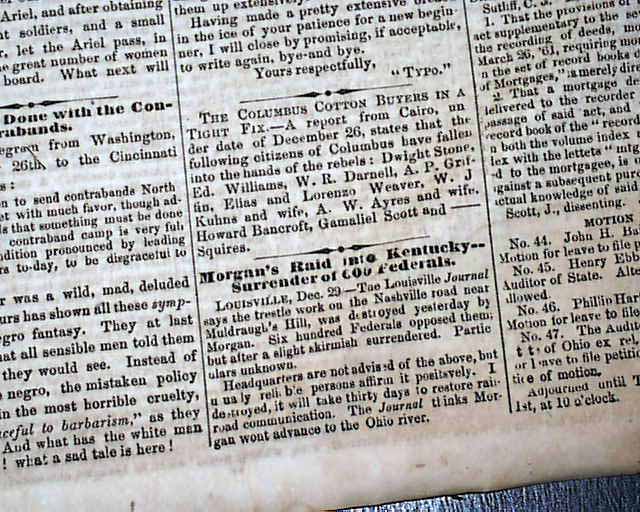 Ariel, and after obtaining
soldiers, and a small
let the Ariel pass, in
great number of women
board. What next will
Done with the Con-
rabands.
from Washington,
26th to the Cincinnati
:
n to send contrabands North
et with much favor, though ad-
that something must be done
contraband camp is very full
dition pronounced by leading
rs to-day, to be disgraceful to
r was a wild, mad, deluded
urs has shown all these symp-
egro fantasy. They at last
at all sensible men told them
they would see. Instead of
negro, the mistaken policy
in the most horrible cruelty,
ceful to barbarism," as they
And what has the white man
! what a sad tale is here!
them up
Having made a pretty extensive
in the ice of your patience for a new begin-
ner, I will close by promising, if acceptable,
to write again, bye-and bye.
Yours respectfully,
"TYPO."
THE COLUMBUS COTTON BUYERS IN A
TIGHT FIX.—A report from Cairo, un
der date of December 26, states that the
following citizens of Columbus have fallen
into the hands of the rebels: Dwight Stone,
Ed. Williams, W. R. Darnell, A. P. Grif-
fin, Elias and Lorenzo Weaver, W. J
Kuhns and wife, A. W. Ayres and wife,
Howard Bancroft, Gamaliel Scott and ——
Squires.
Morgan's Raid into Kentucky--
Surrender of 600 Federals.
LOUISVILLE, Dec. 29—The Louisville Journal
says the trestle work on the Nashville road near
Muldraugh's Hill, was destroyed yesterday by
Morgan. Six hundred Federals opposed them;
but after a slight skirmish surrendered. Partic
ulars unknown.
Headquarters are not advised of the above, but
usually reliable persons affirm it positively. I
destroyed, it will take thirty days to restore rail-
road communication. The Journal thinks Mor-
gan wont advance to the Ohio river.
Sutliff, C. J.
1. That the provisions of
act supplementary to the
the recording of deeds, mo
March 26, '61, requiring mor
n the set of record books
of Mortgages," a merely dire
2. That a mortgage de
delivered to the recorder
passage of said act, and
record book of the "record
n both the volume index
lex with the lettets "mtg
d to the mortgagee, is
against a subsequent purc
actual knowledge of said
Scott, J., dissenting.
MOTION
No. 44. John H. Ba
Motion for leave to file
No. 45. Henry Ebb
Auditor of State.
allowed.
No. 46. Phillip Har
Motion for leave to file
No. 47. The Audit
of Ohio ex rel.
or leave to file petiti
tice of motion.
Adjourned until T
1st, at 10 o'clock.